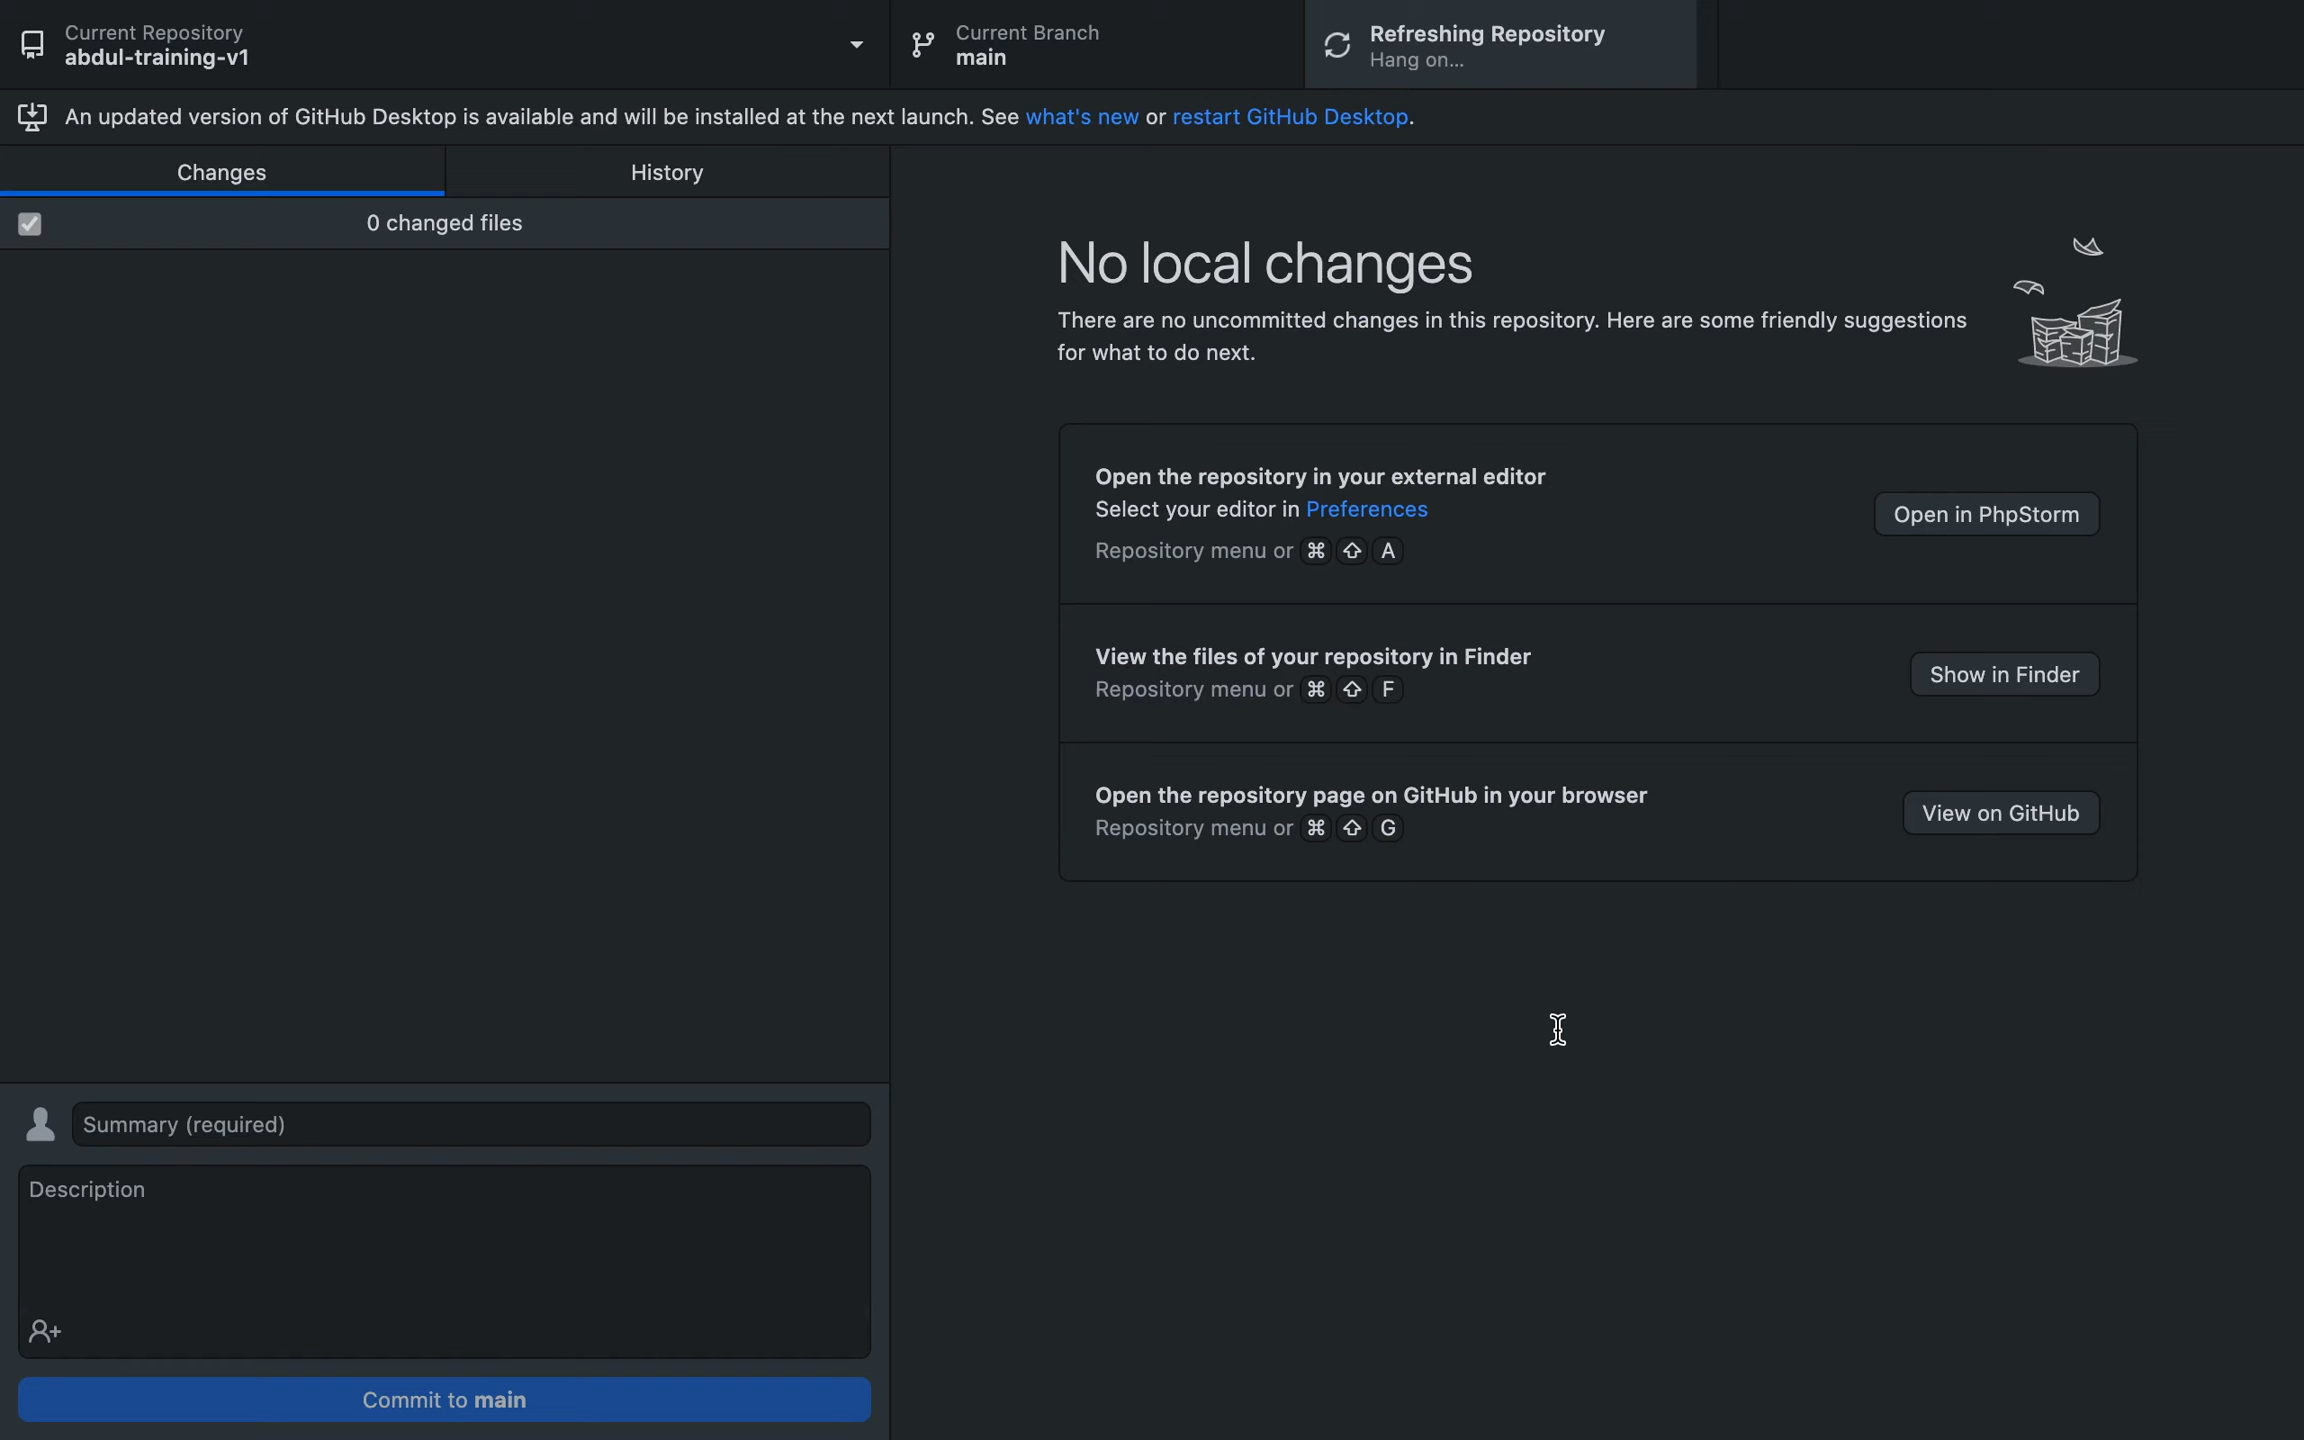 Current Repository
abdul-training-v1
Current Branch
main
Refreshing Repository
Hang on...
An updated version of GitHub Desktop is available and will be installed at the next launch. See what's new or restart GitHub Desktop.
Changes
History
0 changed files
No local changes
There are no uncommitted changes in this repository. Here are some friendly suggestions
for what to do next.
Open the repository in your external editor
Select your editor in Preferences
Repository menu or ⌘ ⇧ A
Open in PhpStorm
View the files of your repository in Finder
Repository menu or ⌘ ⇧ F
Show in Finder
Open the repository page on GitHub in your browser
Repository menu or ⌘ ⇧ G
View on GitHub
Summary (required)
Description
Commit to main